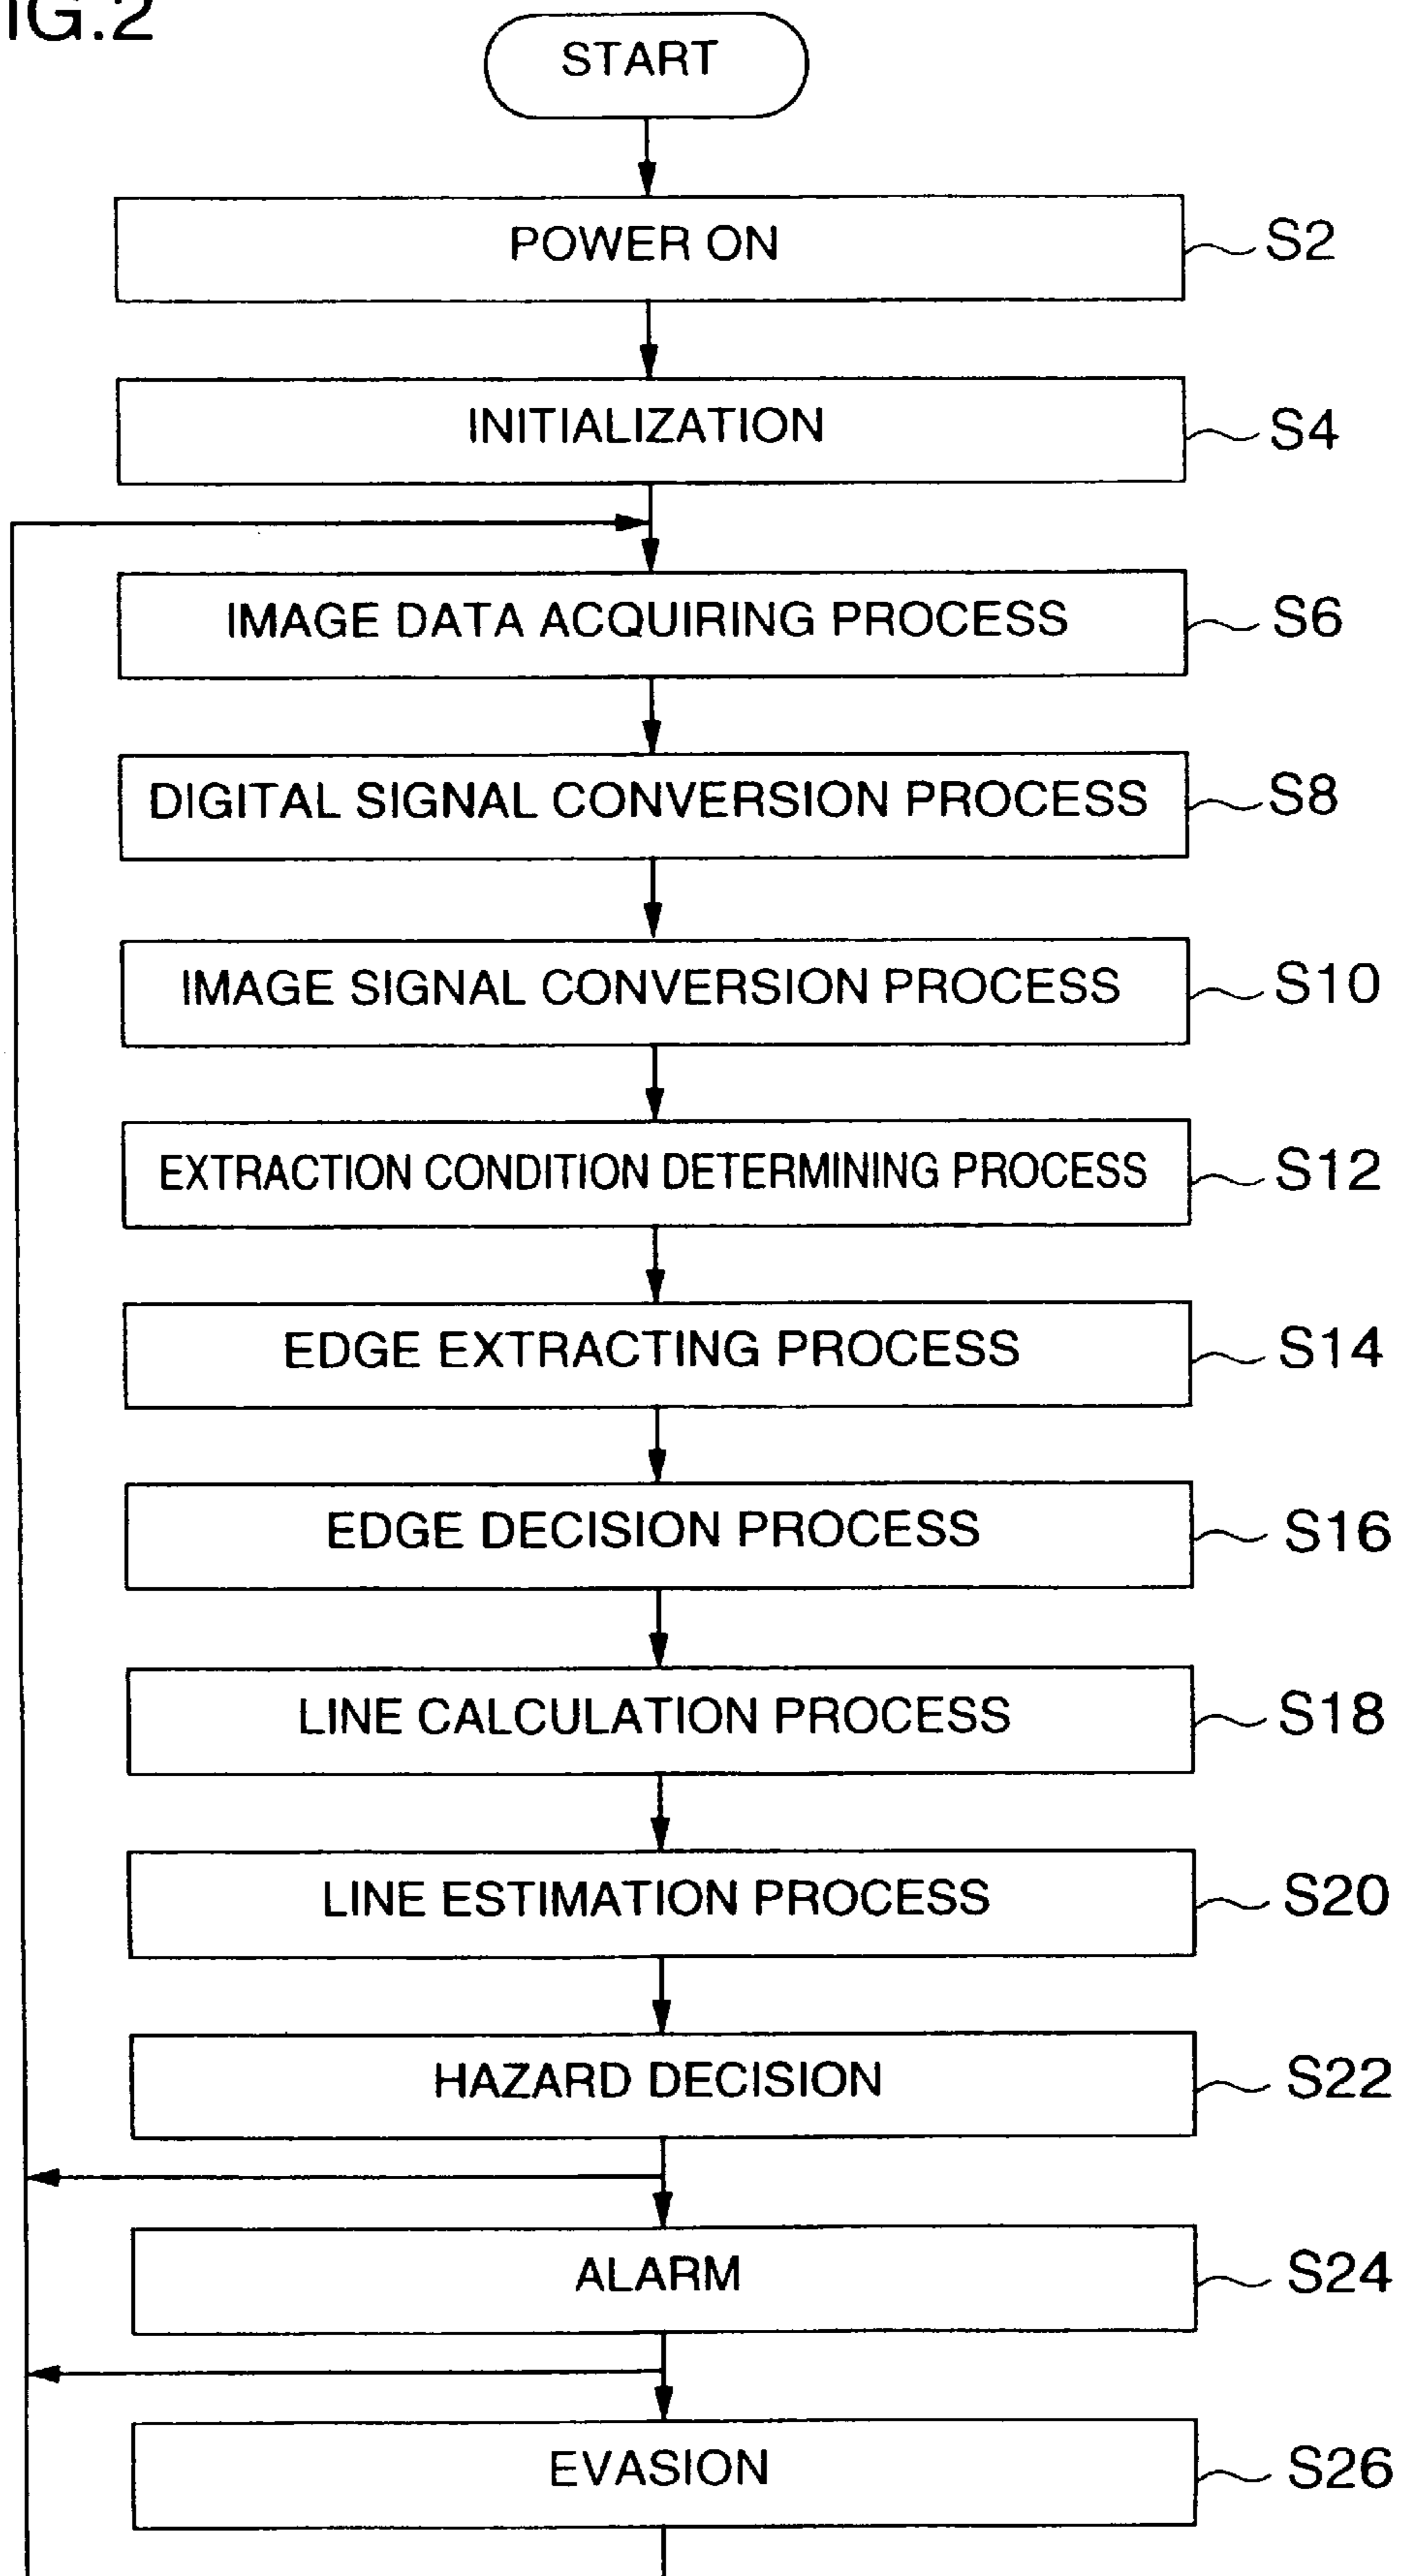 IG.2
START
POWER ON S2
INITIALIZATION S4
IMAGE DATA ACQUIRING PROCESS S6
DIGITAL SIGNAL CONVERSION PROCESS S8
IMAGE SIGNAL CONVERSION PROCESS S10
EXTRACTION CONDITION DETERMINING PROCESS S12
EDGE EXTRACTING PROCESS S14
EDGE DECISION PROCESS S16
LINE CALCULATION PROCESS S18
LINE ESTIMATION PROCESS S20
HAZARD DECISION S22
ALARM S24
EVASION S26